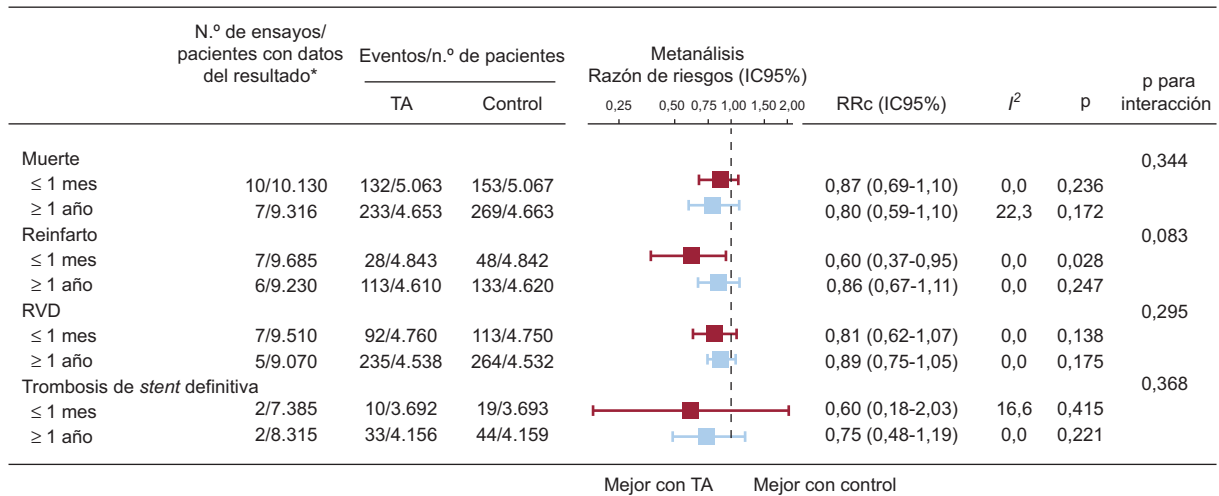 N.º de ensayos/
pacientes con datos
del resultado*
Eventos/n.º de pacientes
Metanálisis
Razón de riesgos (IC95%)
p para
interacción
TA Control 0,25 0,50 0,75 1,00 1,50 2,00 RRc (IC95%) I² p
Muerte 0,344
≤ 1 mes 10/10.130 132/5.063 153/5.067 0,87 (0,69-1,10) 0,0 0,236
≥ 1 año 7/9.316 233/4.653 269/4.663 0,80 (0,59-1,10) 22,3 0,172
Reinfarto 0,083
≤ 1 mes 7/9.685 28/4.843 48/4.842 0,60 (0,37-0,95) 0,0 0,028
≥ 1 año 6/9.230 113/4.610 133/4.620 0,86 (0,67-1,11) 0,0 0,247
RVD 0,295
≤ 1 mes 7/9.510 92/4.760 113/4.750 0,81 (0,62-1,07) 0,0 0,138
≥ 1 año 5/9.070 235/4.538 264/4.532 0,89 (0,75-1,05) 0,0 0,175
Trombosis de stent definitiva 0,368
≤ 1 mes 2/7.385 10/3.692 19/3.693 0,60 (0,18-2,03) 16,6 0,415
≥ 1 año 2/8.315 33/4.156 44/4.159 0,75 (0,48-1,19) 0,0 0,221
Mejor con TA Mejor con control